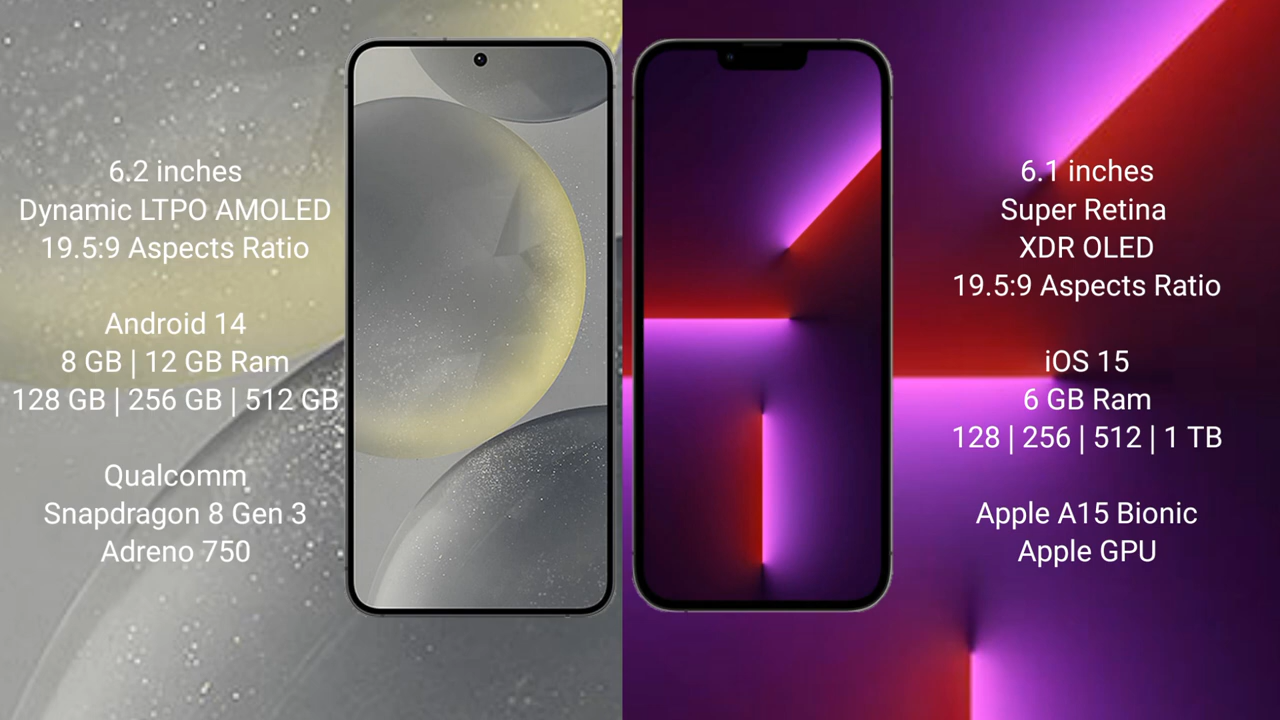 6.2 inches
Dynamic LTPO AMOLED
19.5:9 Aspects Ratio
Android 14
8 GB | 12 GB Ram
128 GB | 256 GB | 512 GB
Qualcomm
Snapdragon 8 Gen 3
Adreno 750
6.1 inches
Super Retina
XDR OLED
19.5:9 Aspects Ratio
iOS 15
6 GB Ram
128 | 256 | 512 | 1 TB
Apple A15 Bionic
Apple GPU